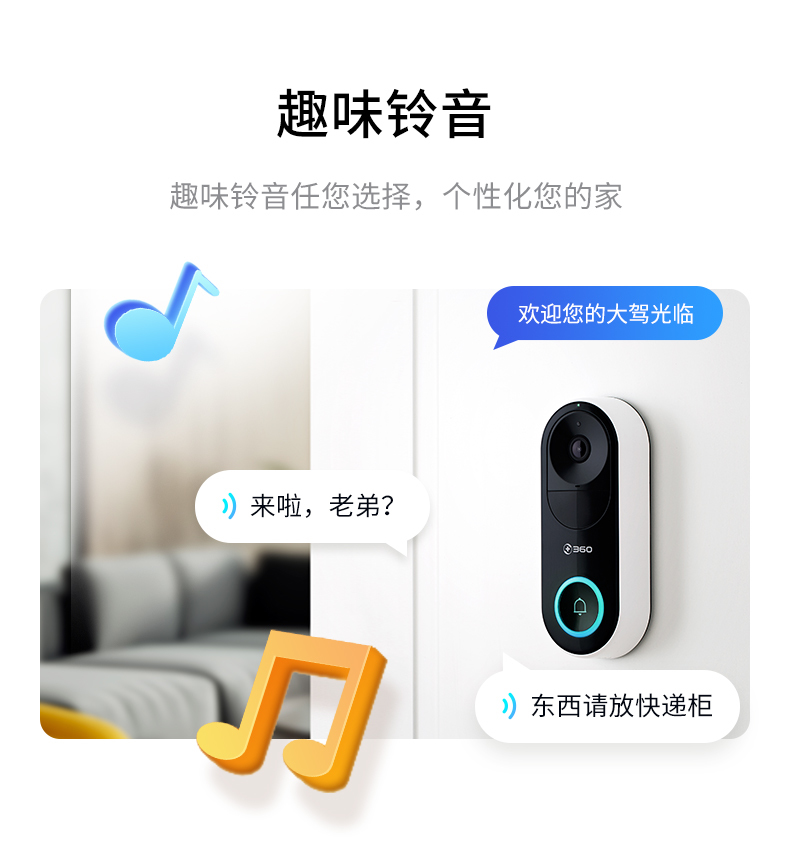 趣味铃音
趣味铃音任您选择，个性化您的家
欢迎您的大驾光临
来啦，老弟？
360
东西请放快递柜